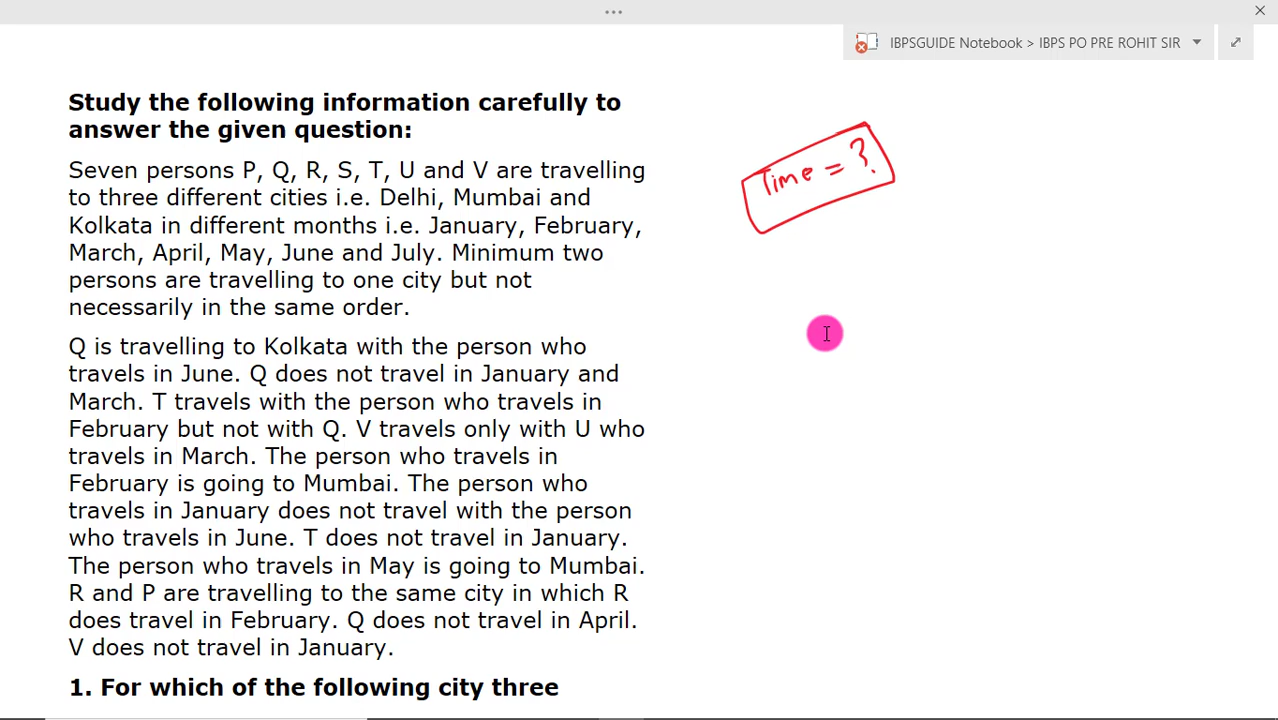 IBPSGUIDE Notebook > IBPS PO PRE ROHIT SIR
Study the following information carefully to
answer the given question:
Time = ?
Seven persons P, Q, R, S, T, U and V are travelling
to three different cities i.e. Delhi, Mumbai and
Kolkata in different months i.e. January, February,
March, April, May, June and July. Minimum two
persons are travelling to one city but not
necessarily in the same order.
Q is travelling to Kolkata with the person who
travels in June. Q does not travel in January and
March. T travels with the person who travels in
February but not with Q. V travels only with U who
travels in March. The person who travels in
February is going to Mumbai. The person who
travels in January does not travel with the person
who travels in June. T does not travel in January.
The person who travels in May is going to Mumbai.
R and P are travelling to the same city in which R
does travel in February. Q does not travel in April.
V does not travel in January.
1. For which of the following city three